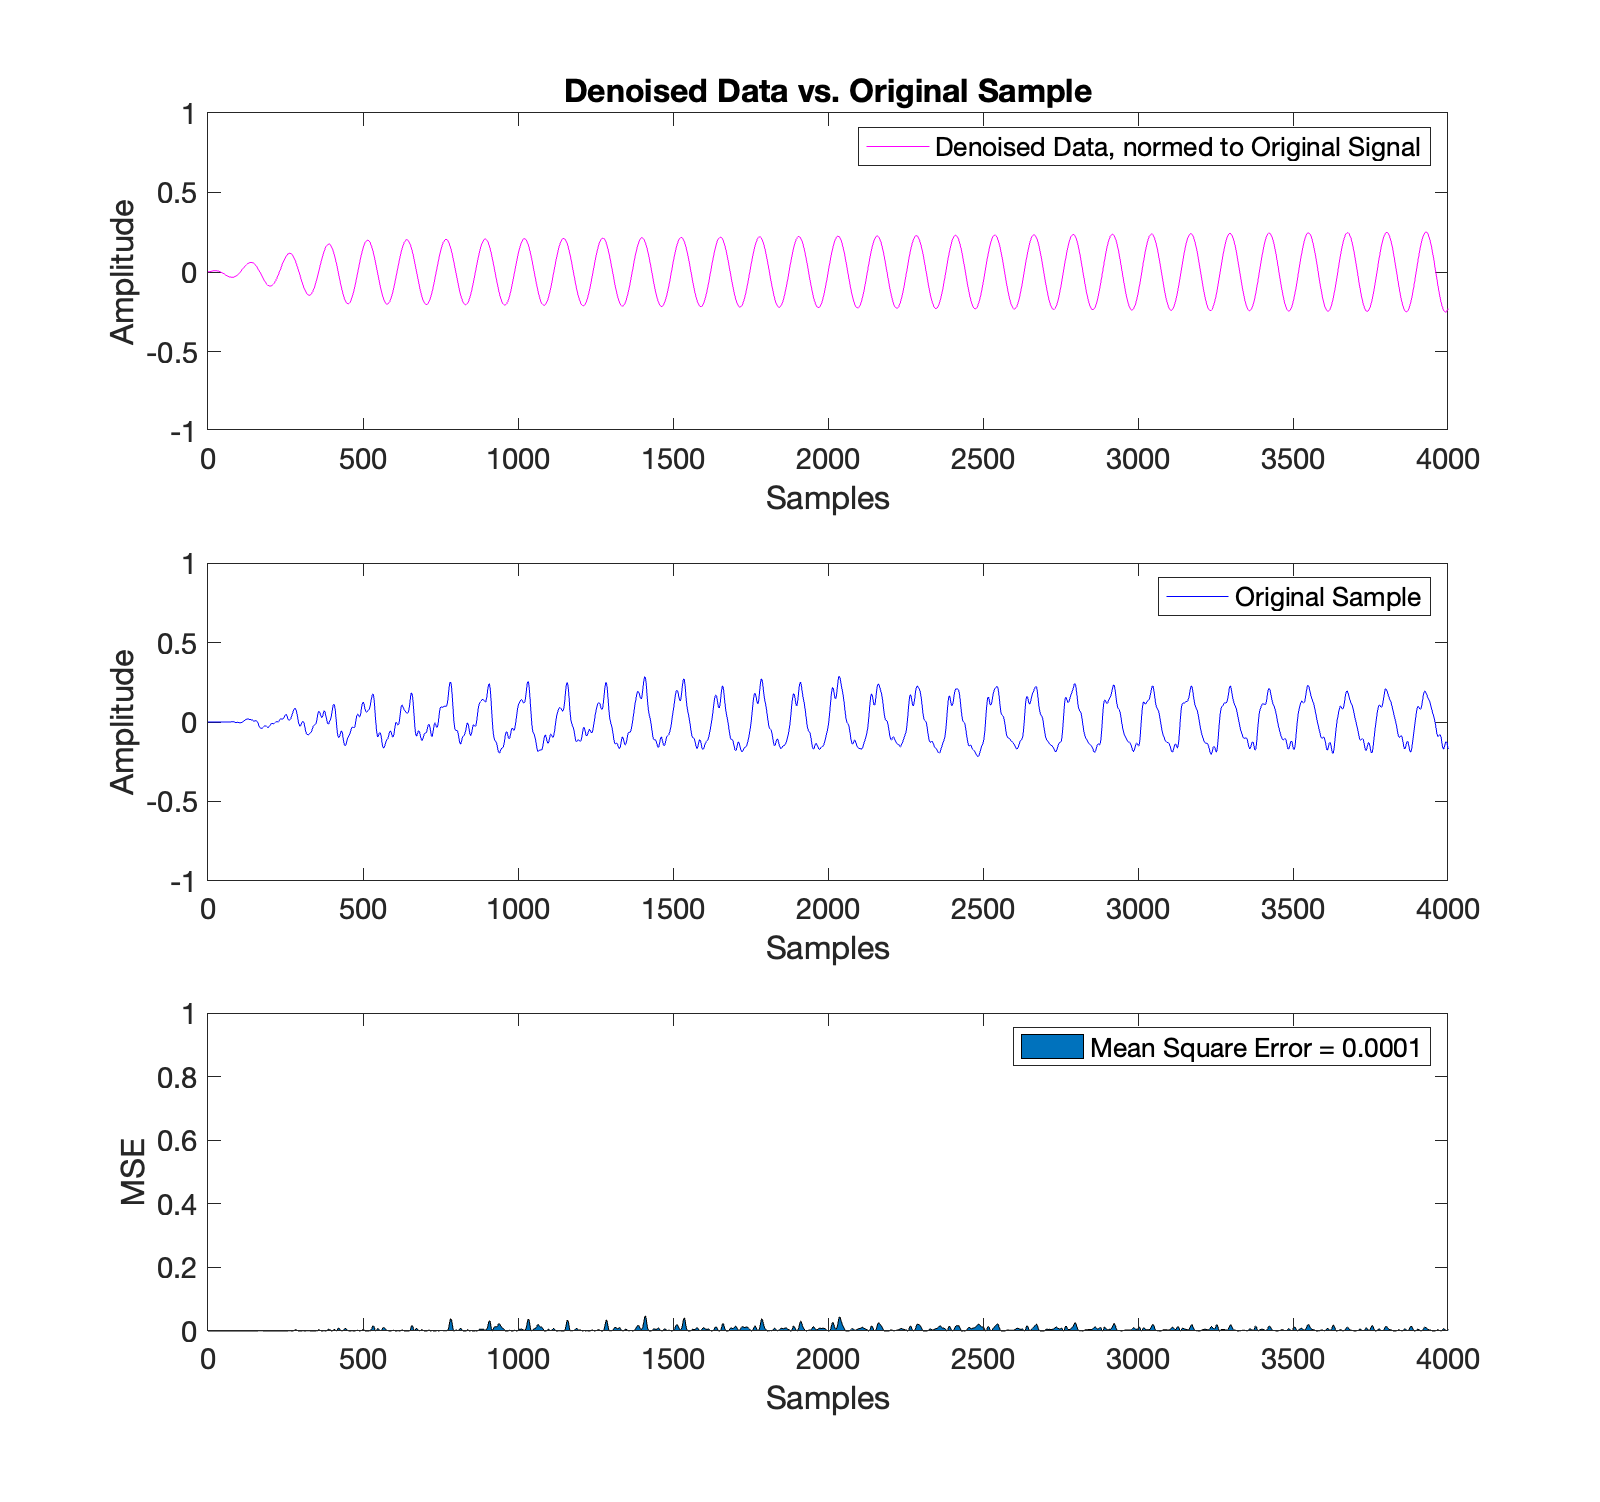 Denoised Data vs. Original Sample
1
Denoised Data, normed to Original Signal
0.5
Amplitude
0
-0.5
-1
0 500 1000 1500 2000 2500 3000 3500 4000
Samples
1
Original Sample
0.5
Amplitude
0
-0.5
-1
0 500 1000 1500 2000 2500 3000 3500 4000
Samples
1
Mean Square Error = 0.0001
0.8
0.6
MSE
0.4
0.2
0
0 500 1000 1500 2000 2500 3000 3500 4000
Samples